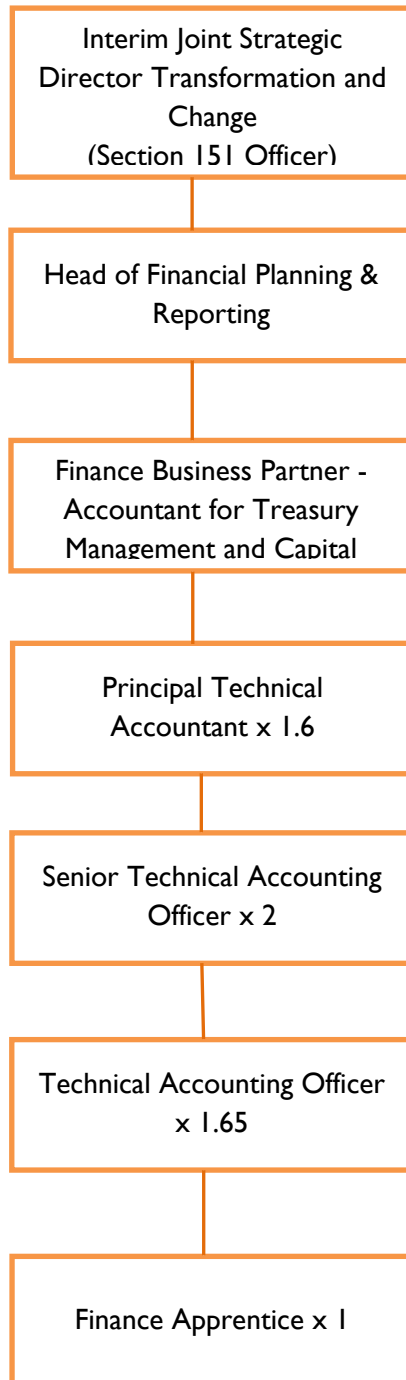 Interim Joint Strategic
Director Transformation and
Change
(Section 151 Officer)
Head of Financial Planning &
Reporting
Finance Business Partner -
Accountant for Treasury
Management and Capital
Principal Technical
Accountant x 1.6
Senior Technical Accounting
Officer x 2
Technical Accounting Officer
x 1.65
Finance Apprentice x 1